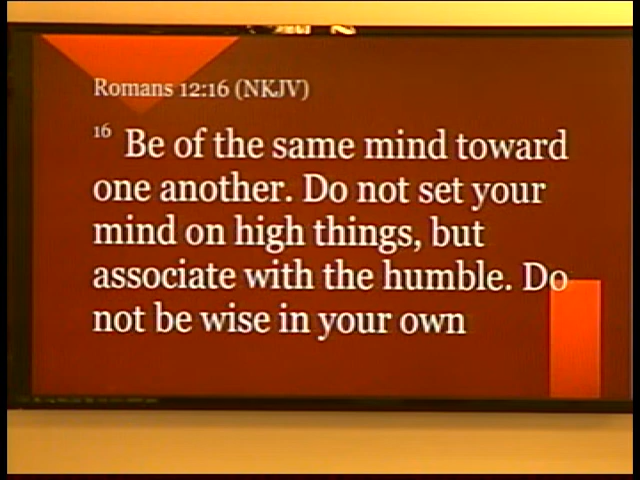 Romans 12:16 (NKJV)
16 Be of the same mind toward
one another. Do not set your
mind on high things, but
associate with the humble. Do
not be wise in your own